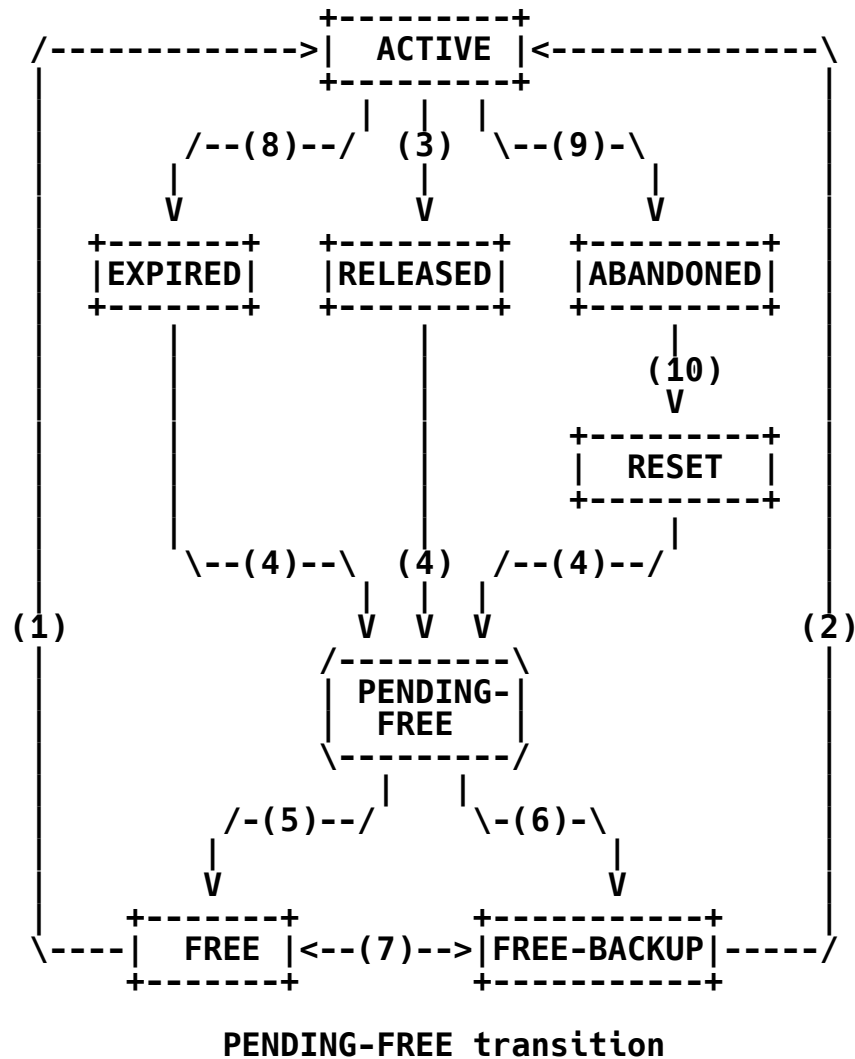 ACTIVE
(8) (3) (9)
EXPIRED RELEASED ABANDONED
(10)
RESET
(4) (4) (4)
(1) (2)
PENDING-
FREE
(5) (6)
FREE (7) FREE-BACKUP
PENDING-FREE transition